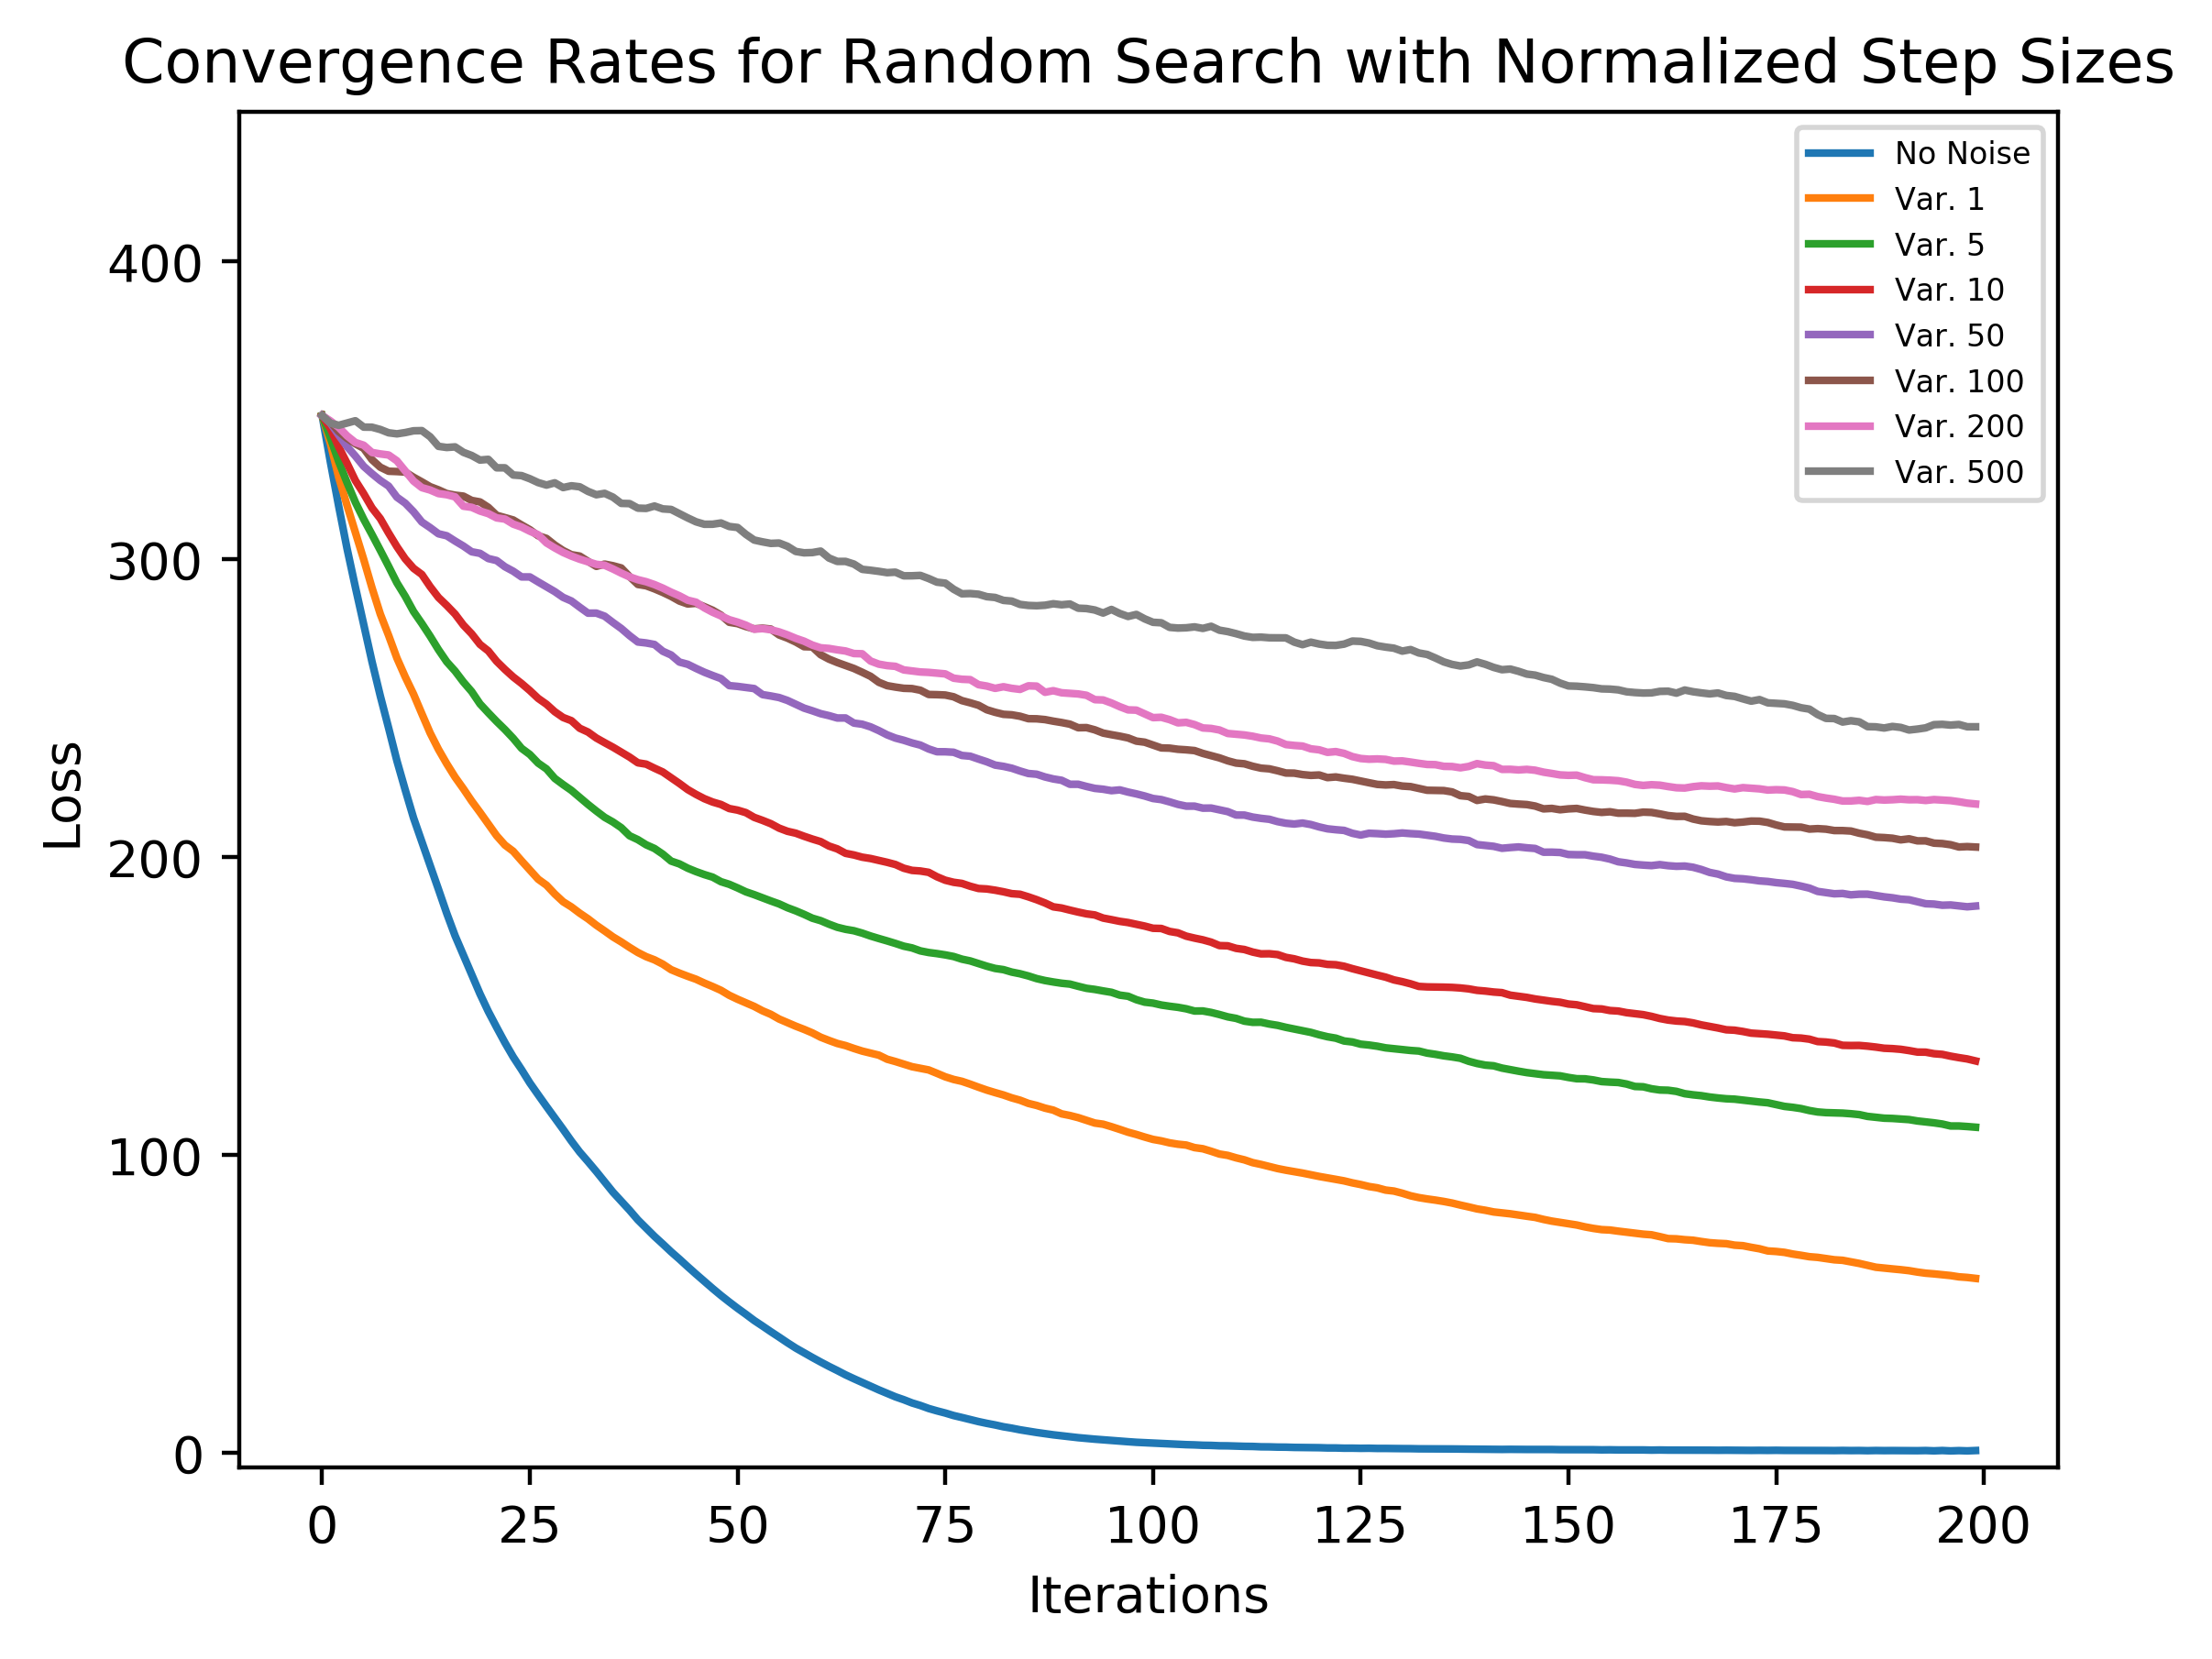 Convergence Rates for Random Search with Normalized Step Sizes
No Noise
Var. 1
Var. 5
Var. 10
Var. 50
Var. 100
Var. 200
Var. 500
400
300
200
100
0
Loss
0 25 50 75 100 125 150 175 200
Iterations